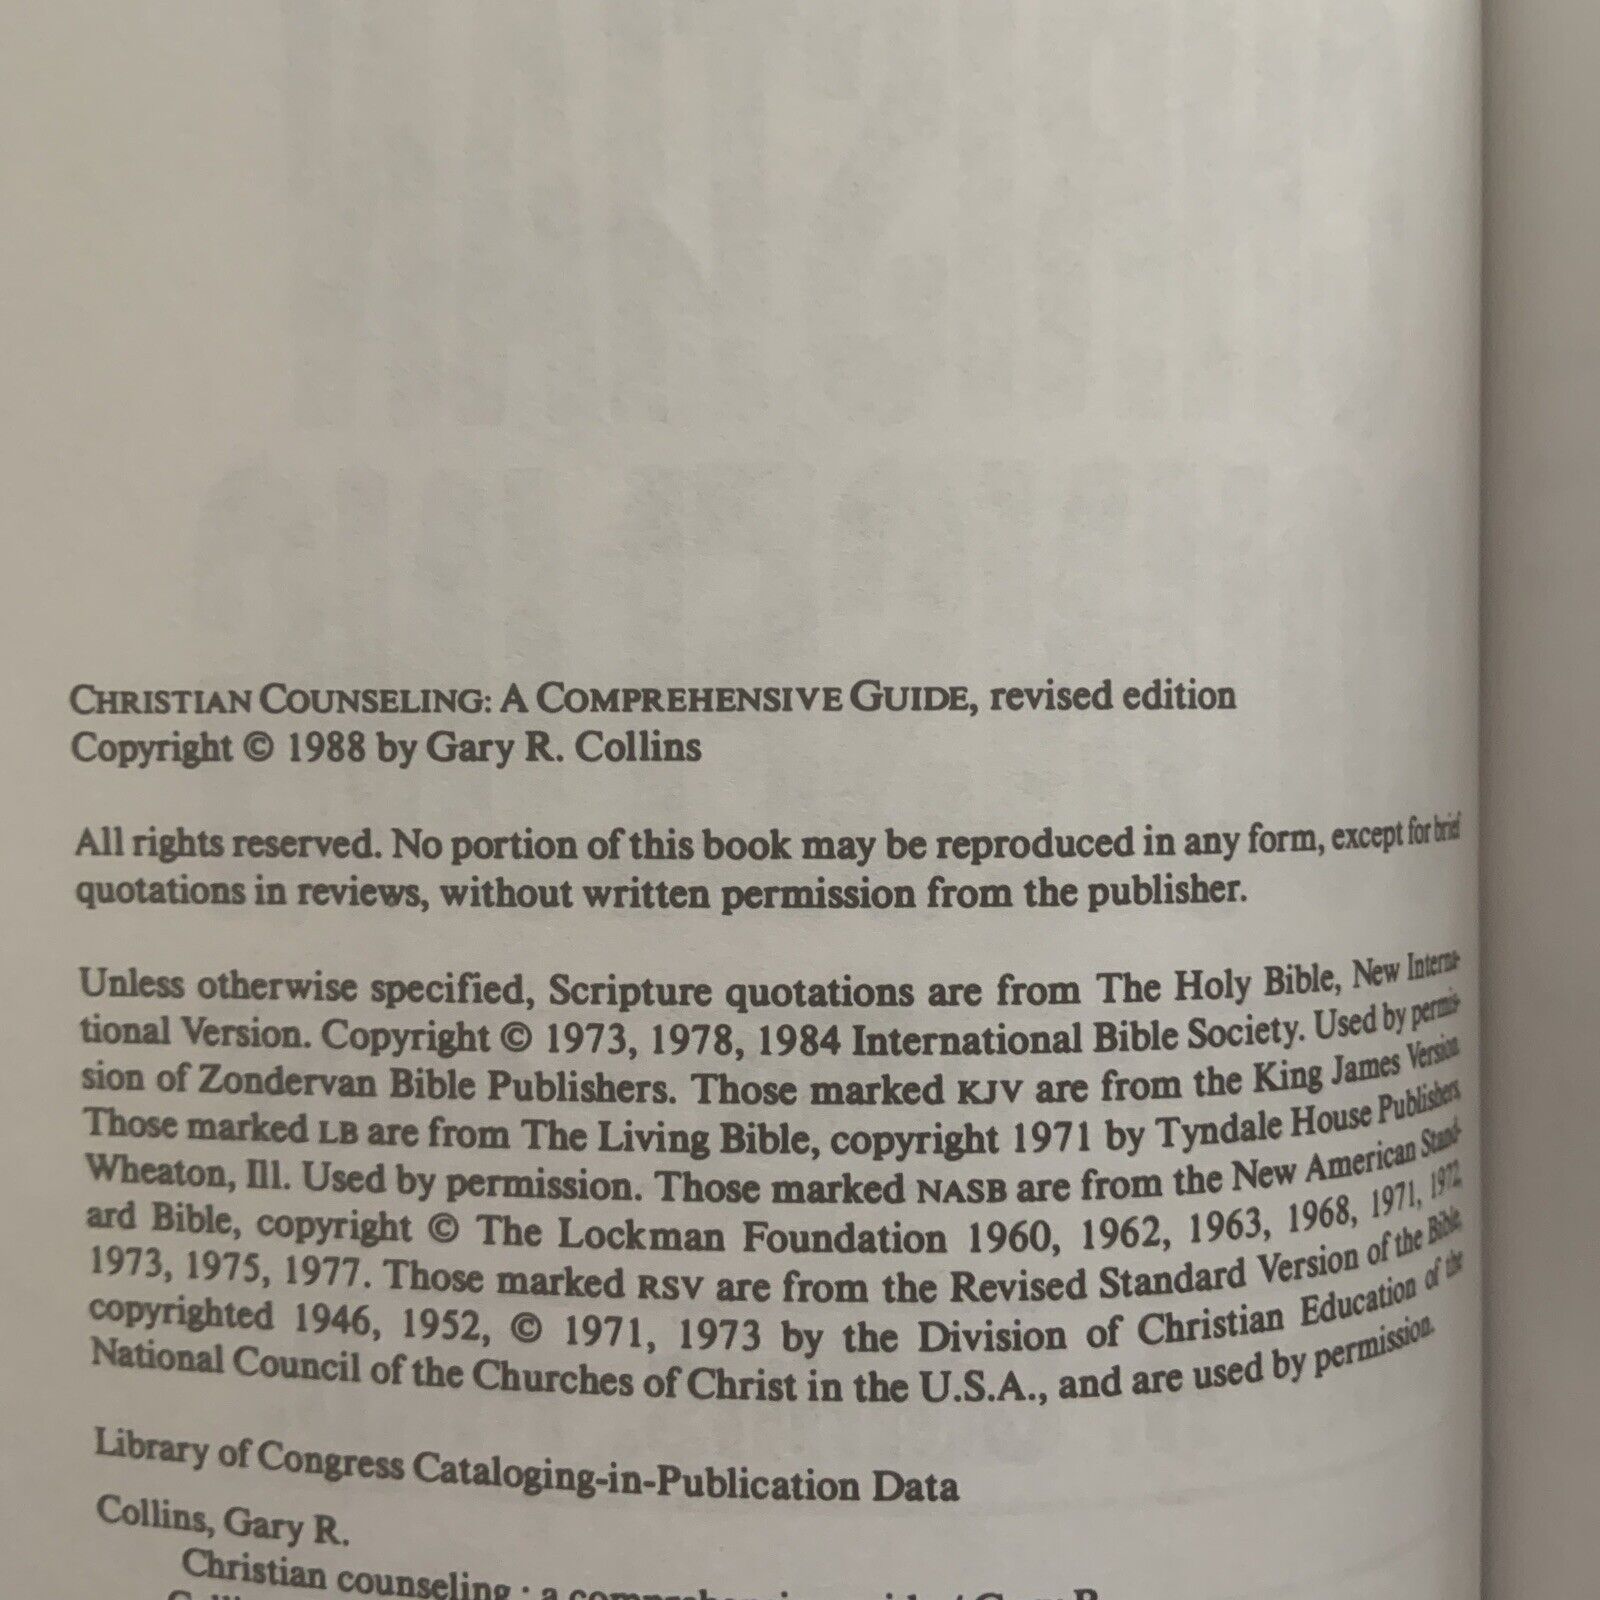 CHRISTIAN COUNSELING: A COMPREHENSIVE GUIDE, revised edition
Copyright © 1988 by Gary R. Collins
All rights reserved. No portion of this book may be reproduced in any form, except for brief
quotations in reviews, without written permission from the publisher.
Unless otherwise specified, Scripture quotations are from The Holy Bible, New Interna-
tional Version. Copyright © 1973, 1978, 1984 International Bible Society. Used by permis-
sion of Zondervan Bible Publishers. Those marked KJV are from the King James Version
Those marked LB are from The Living Bible, copyright 1971 by Tyndale House Publishers
Wheaton, Ill. Used by permission. Those marked NASB are from the New American Stand-
ard Bible, copyright © The Lockman Foundation 1960, 1962, 1963, 1968, 1971, 1972,
1973, 1975, 1977. Those marked RSV are from the Revised Standard Version of the Bible,
copyrighted 1946, 1952, © 1971, 1973 by the Division of Christian Education of the
National Council of the Churches of Christ in the U.S.A., and are used by permission.
Library of Congress Cataloging-in-Publication Data
Collins, Gary R.
Christian counseling : a